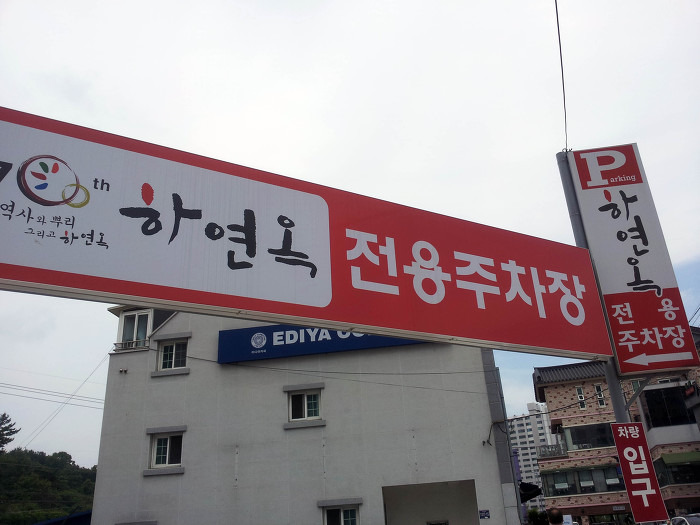 70th
역사와 뿌리
그리고 하연옥
하연옥
전용주차장
EDIYA
P
arking
하연옥
전용
주차장
차량
입구